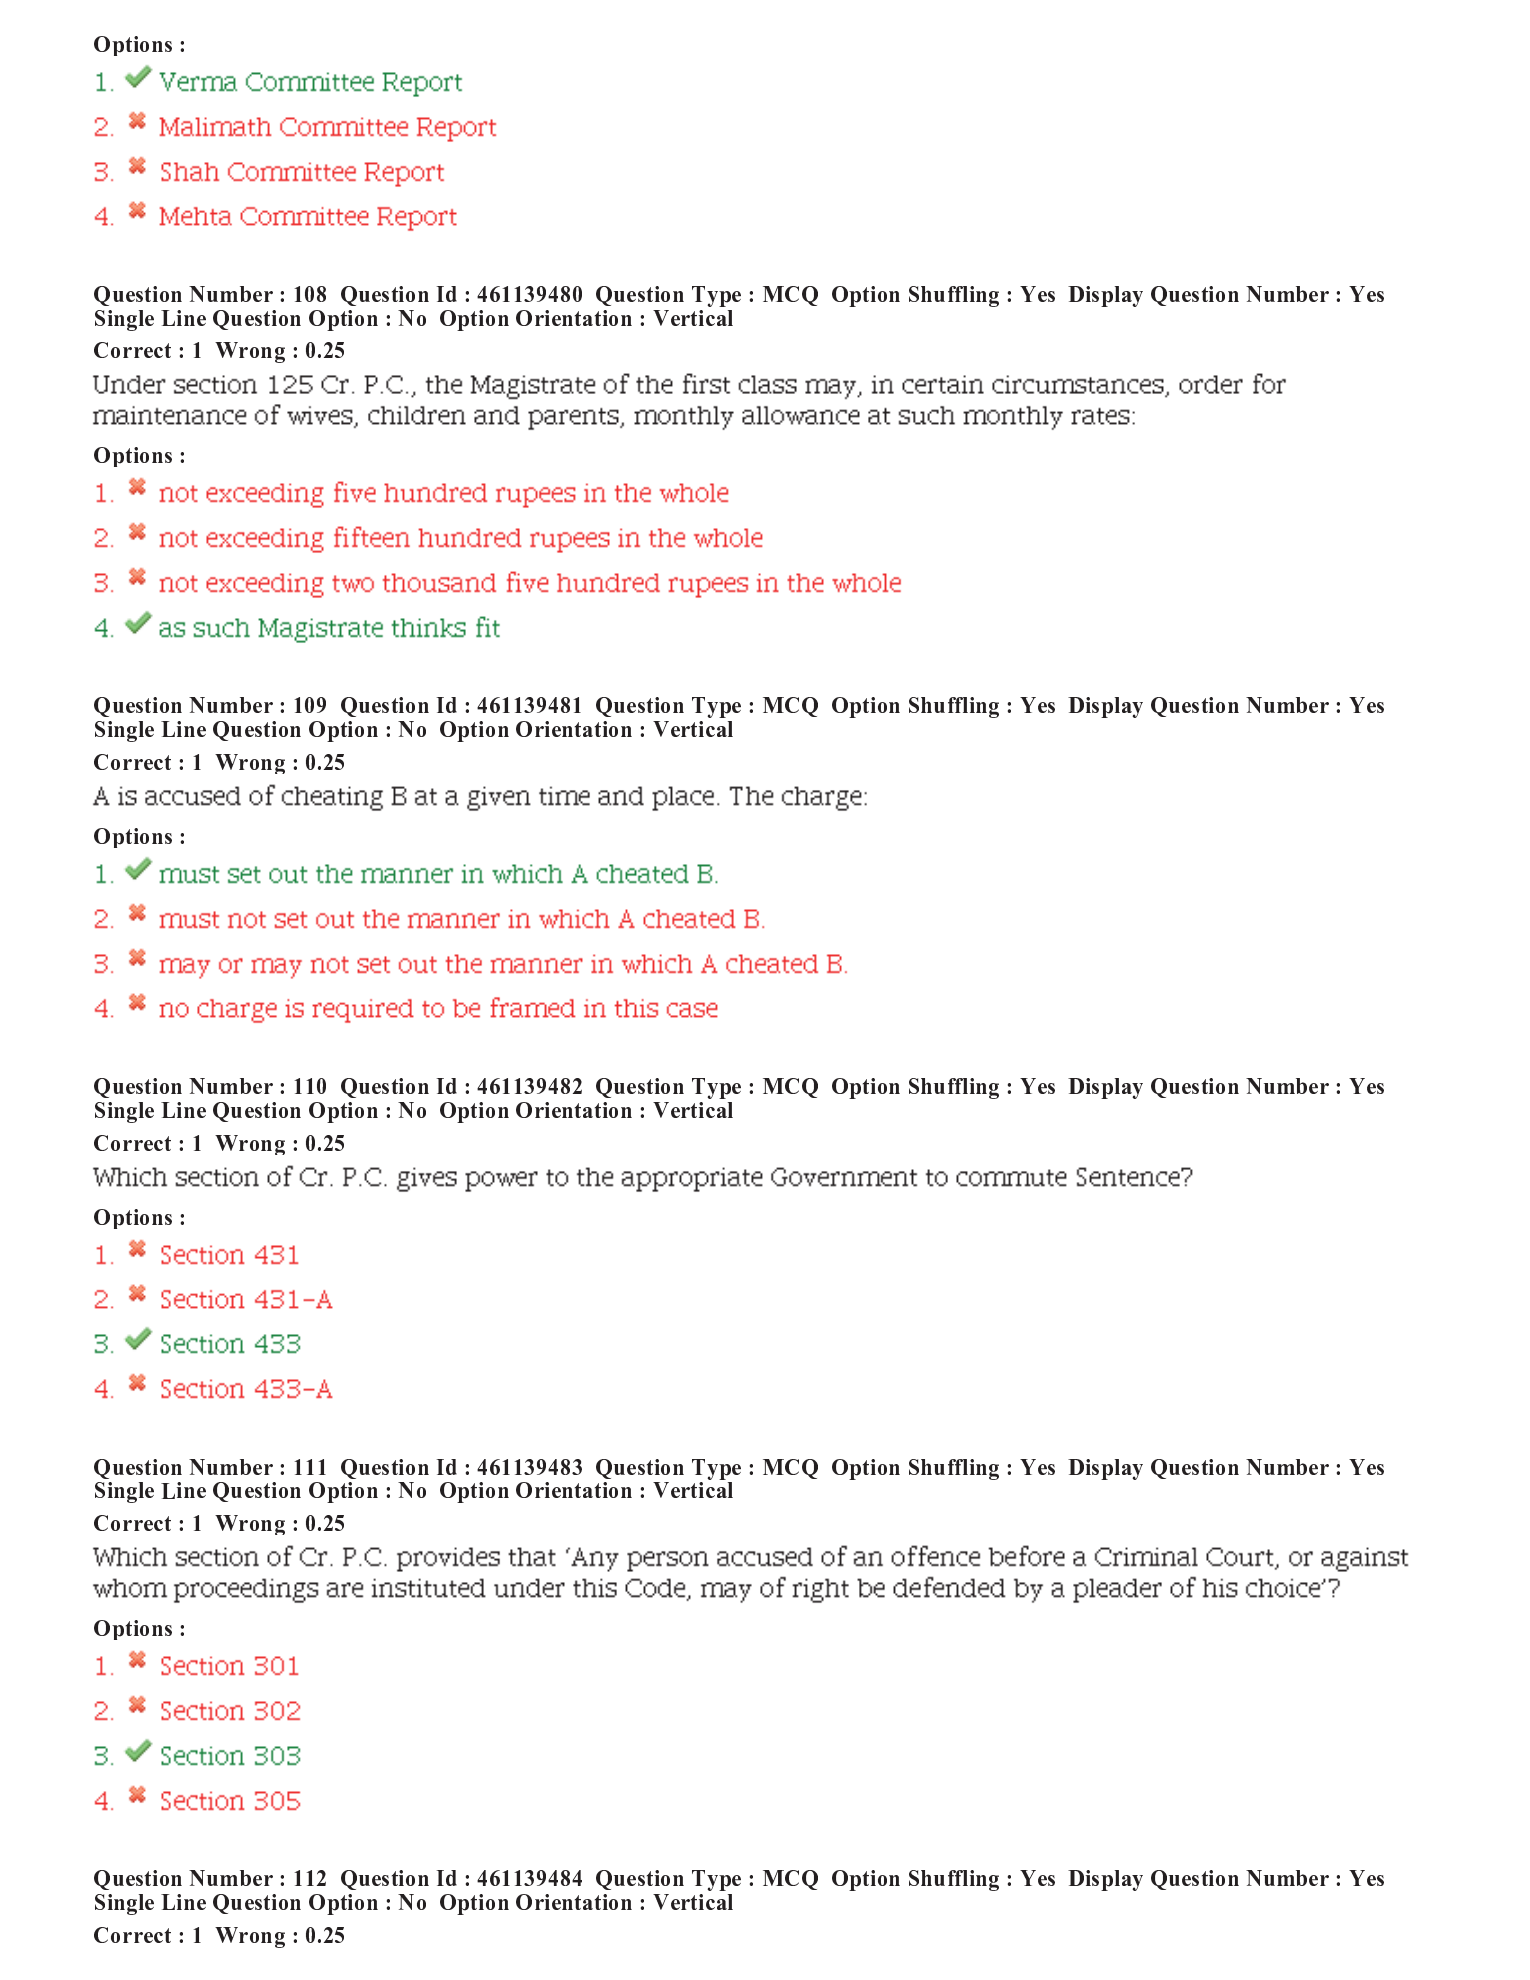 Options :
1. Verma Committee Report
2. Malimath Committee Report
3. Shah Committee Report
4. Mehta Committee Report
Question Number : 108 Question Id : 461139480 Question Type : MCQ Option Shuffling : Yes Display Question Number : Yes
Single Line Question Option : No Option Orientation : Vertical
Correct : 1 Wrong : 0.25
Under section 125 Cr. P.C., the Magistrate of the first class may, in certain circumstances, order for
maintenance of wives, children and parents, monthly allowance at such monthly rates:
Options :
1. not exceeding five hundred rupees in the whole
2. not exceeding fifteen hundred rupees in the whole
3. not exceeding two thousand five hundred rupees in the whole
4. as such Magistrate thinks fit
Question Number : 109 Question Id : 461139481 Question Type : MCQ Option Shuffling : Yes Display Question Number : Yes
Single Line Question Option : No Option Orientation : Vertical
Correct : 1 Wrong : 0.25
A is accused of cheating B at a given time and place. The charge:
Options :
1. must set out the manner in which A cheated B.
2. must not set out the manner in which A cheated B.
3. may or may not set out the manner in which A cheated B.
4. no charge is required to be framed in this case
Question Number : 110 Question Id : 461139482 Question Type : MCQ Option Shuffling : Yes Display Question Number : Yes
Single Line Question Option : No Option Orientation : Vertical
Correct : 1 Wrong : 0.25
Which section of Cr. P.C. gives power to the appropriate Government to commute Sentence?
Options :
1. Section 431
2. Section 431-A
3. Section 433
4. Section 433-A
Question Number : 111 Question Id : 461139483 Question Type : MCQ Option Shuffling : Yes Display Question Number : Yes
Single Line Question Option : No Option Orientation : Vertical
Correct : 1 Wrong : 0.25
Which section of Cr. P.C. provides that ‘Any person accused of an offence before a Criminal Court, or against
whom proceedings are instituted under this Code, may of right be defended by a pleader of his choice’?
Options :
1. Section 301
2. Section 302
3. Section 303
4. Section 305
Question Number : 112 Question Id : 461139484 Question Type : MCQ Option Shuffling : Yes Display Question Number : Yes
Single Line Question Option : No Option Orientation : Vertical
Correct : 1 Wrong : 0.25